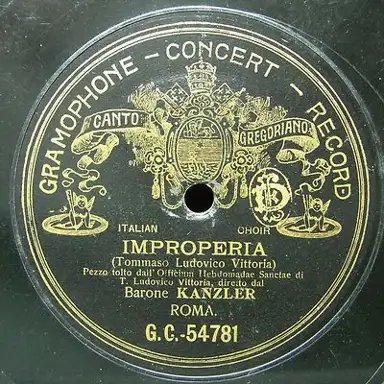 GRAMOPHONE - CONCERT - RECORD
CANTO GREGORIANO
ITALIAN CHOIR
IMPROPERIA
(Tommaso Ludovico Vittoria)
Pezzo tolto dall' Officium Hebdomadae Sanctae di
T. Ludovico Vittoria, diretto dal
Barone KANZLER
ROMA.
G.C.-54781